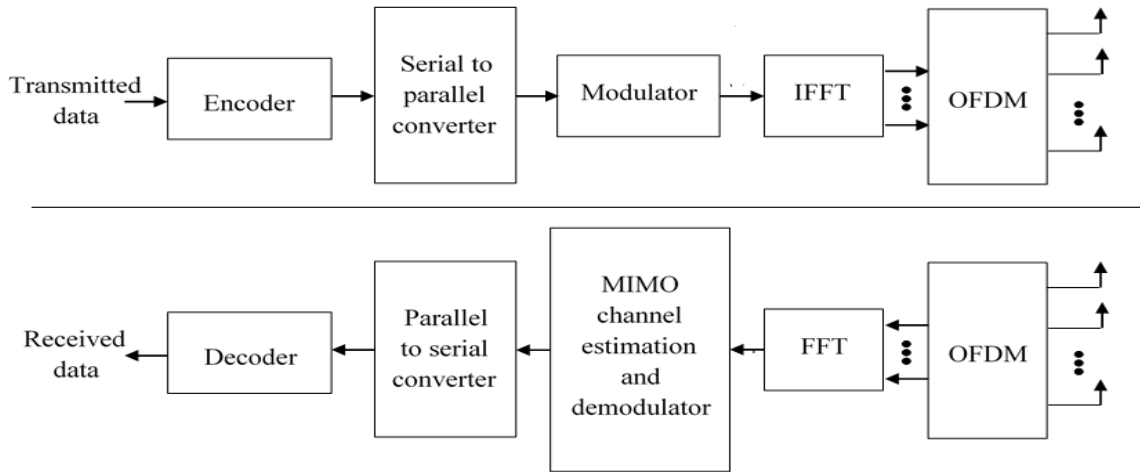 Transmitted
data
Encoder
Serial to
parallel
converter
Modulator
IFFT
OFDM
Received
data
Decoder
Parallel
to serial
converter
MIMO
channel
estimation
and
demodulator
FFT
OFDM